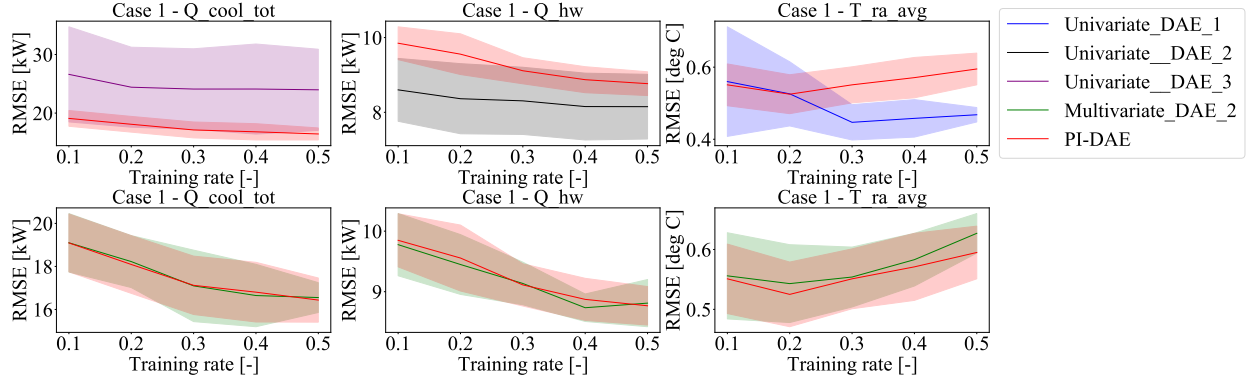 Case 1 - Q_cool_tot
Case 1 - Q_hw
Case 1 - T_ra_avg
RMSE [kW]
30
20
0.1 0.2 0.3 0.4 0.5
Training rate [-]
RMSE [kW]
10
8
0.1 0.2 0.3 0.4 0.5
Training rate [-]
RMSE [deg C]
0.6
0.4
0.1 0.2 0.3 0.4 0.5
Training rate [-]
Univariate_DAE_1
Univariate__DAE_2
Univariate__DAE_3
Multivariate_DAE_2
PI-DAE
Case 1 - Q_cool_tot
Case 1 - Q_hw
Case 1 - T_ra_avg
RMSE [kW]
20
18
16
0.1 0.2 0.3 0.4 0.5
Training rate [-]
RMSE [kW]
10
9
0.1 0.2 0.3 0.4 0.5
Training rate [-]
RMSE [deg C]
0.6
0.5
0.1 0.2 0.3 0.4 0.5
Training rate [-]